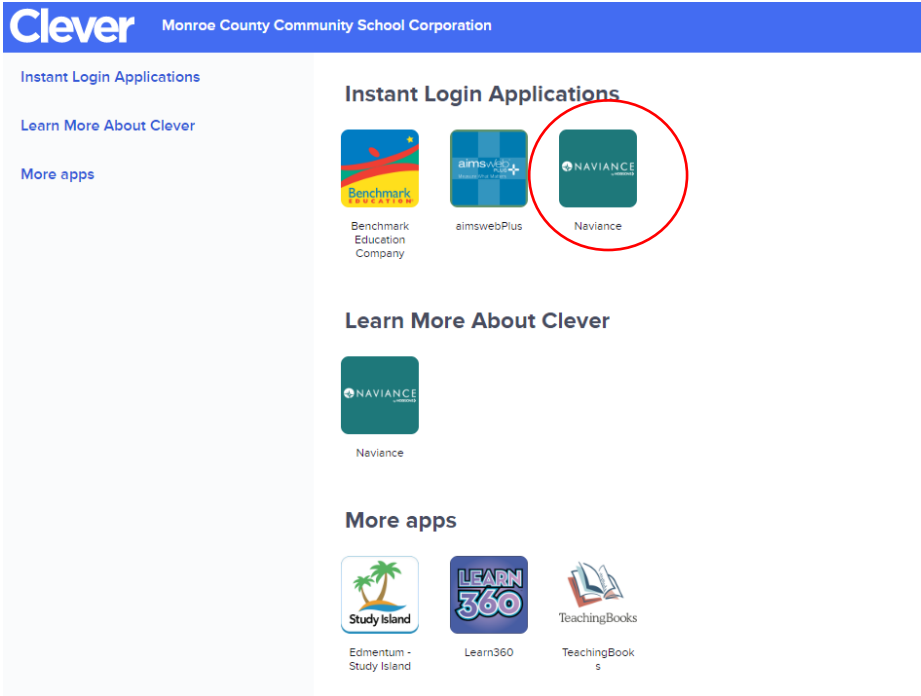 Clever Monroe County Community School Corporation
Instant Login Applications
Learn More About Clever
More apps
Instant Login Applications
Benchmark
EDUCATION
Benchmark
Education
Company
aimsweb
PLUS
aimswebPlus
NAVIANCE
Naviance
Learn More About Clever
NAVIANCE
Naviance
More apps
Study Island
Edmentum -
Study Island
LEARN
360
Learn360
TeachingBooks
TeachingBook
s